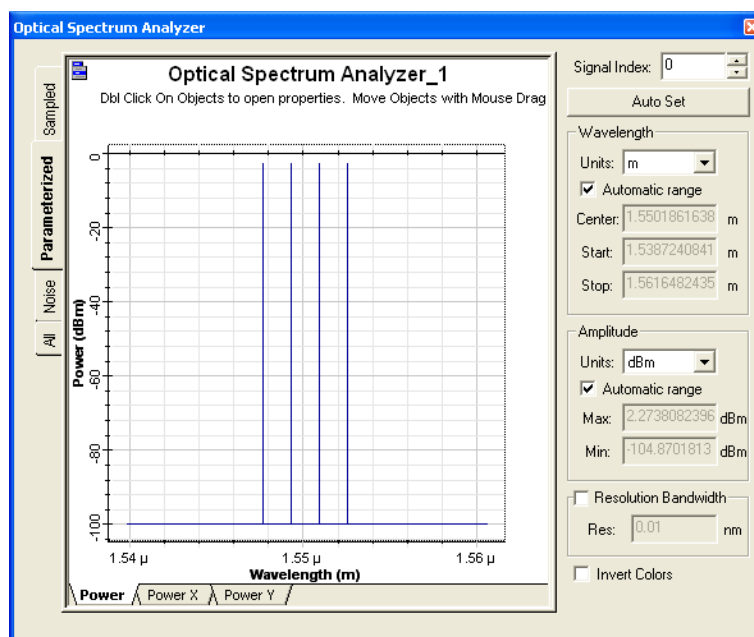 Optical Spectrum Analyzer
Sampled
Parameterized
Noise
All
Optical Spectrum Analyzer_1
Dbl Click On Objects to open properties. Move Objects with Mouse Drag
Power (dBm)
0
-20
-40
-60
-80
-100
1.54 µ
1.55 µ
1.56 µ
Wavelength (m)
Power
Power X
Power Y
Signal Index: 0
Auto Set
Wavelength
Units: m
Automatic range
Center: 1.5501861638 m
Start: 1.5387240841 m
Stop: 1.5616482435 m
Amplitude
Units: dBm
Automatic range
Max: 2.2738082396 dBm
Min: -104.8701813 dBm
Resolution Bandwidth
Res: 0.01 nm
Invert Colors